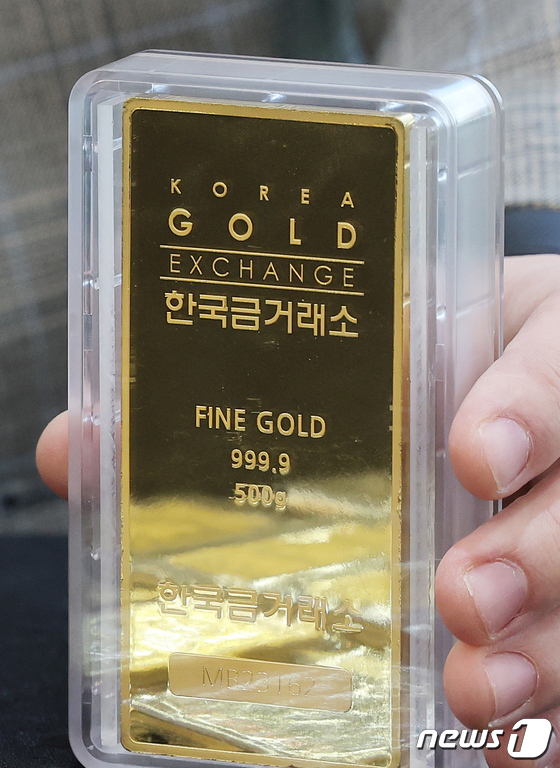 KOREA
GOLD
EXCHANGE
한국금거래소
FINE GOLD
999.9
500g
한국금거래소
MB23162
news1